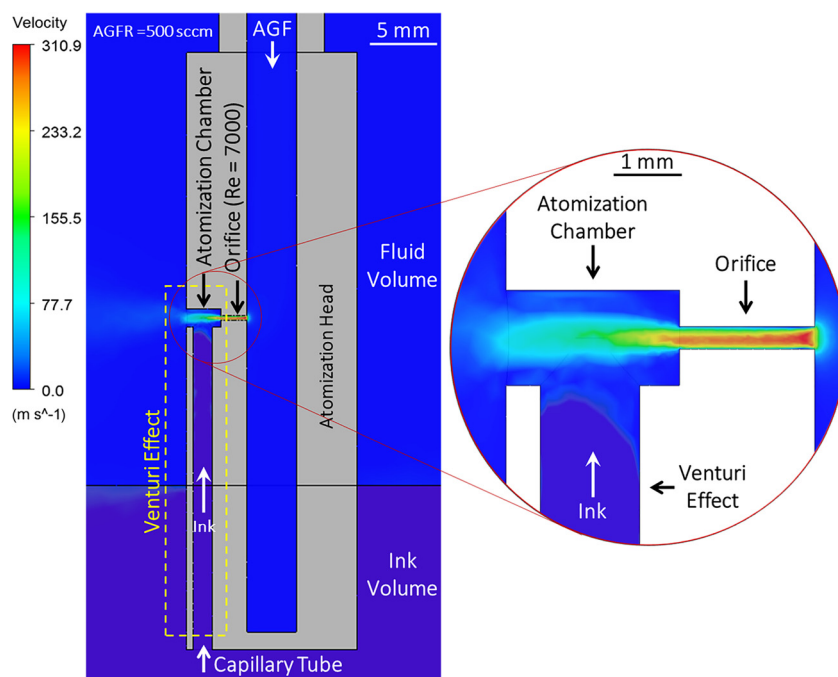 Velocity
310.9
233.2
155.5
77.7
0.0
(m s^-1)
AGFR =500 sccm
AGF
5 mm
Atomization Chamber
Orifice (Re = 7000)
Fluid
Volume
Atomization Head
Venturi Effect
Ink
Ink
Volume
Capillary Tube
1 mm
Atomization
Chamber
Orifice
Venturi
Effect
Ink